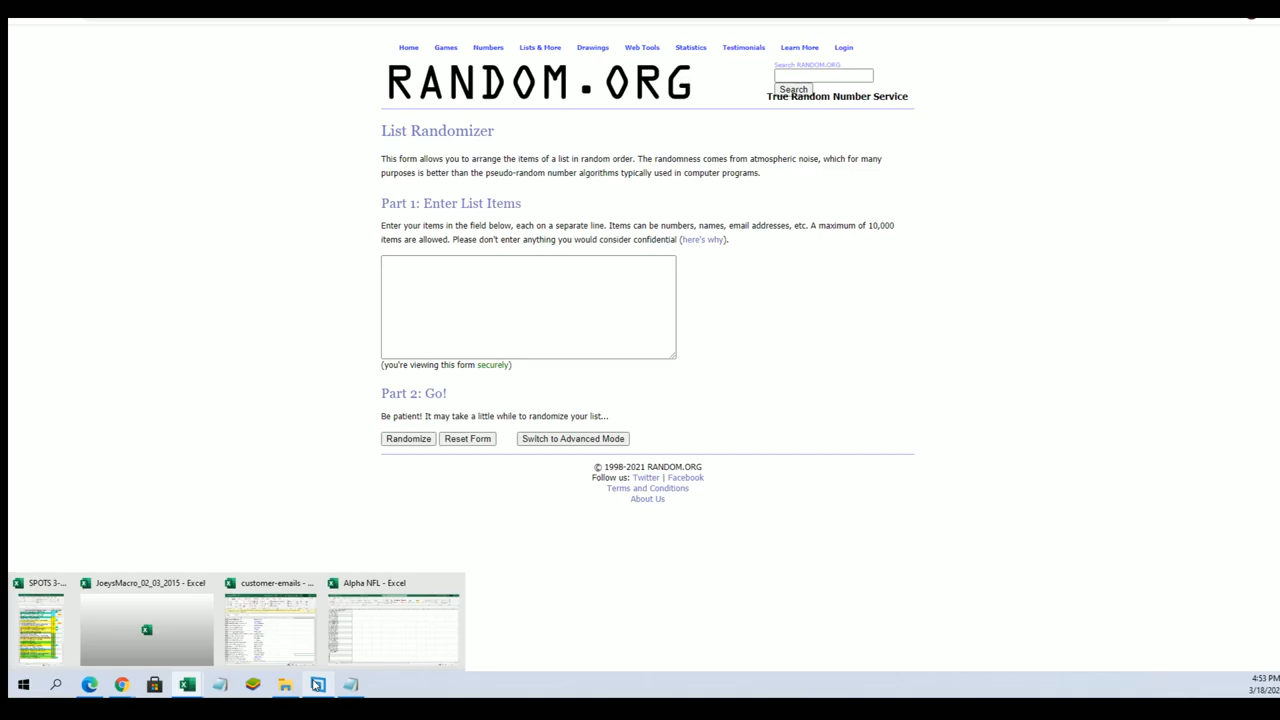 Home Games Numbers Lists & More Drawings Web Tools Statistics Testimonials Learn More Login
Search RANDOM.ORG
RANDOM.ORG
Search
True Random Number Service
List Randomizer
This form allows you to arrange the items of a list in random order. The randomness comes from atmospheric noise, which for many
purposes is better than the pseudo-random number algorithms typically used in computer programs.
Part 1: Enter List Items
Enter your items in the field below, each on a separate line. Items can be numbers, names, email addresses, etc. A maximum of 10,000
items are allowed. Please don't enter anything you would consider confidential (here's why).
(you're viewing this form securely)
Part 2: Go!
Be patient! It may take a little while to randomize your list...
Randomize Reset Form Switch to Advanced Mode
© 1998-2021 RANDOM.ORG
Follow us: Twitter | Facebook
Terms and Conditions
About Us
SPOTS 3-... JoeysMacro_02_03_2015 - Excel customer-emails - ... Alpha NFL - Excel
4:53 PM
3/18/202